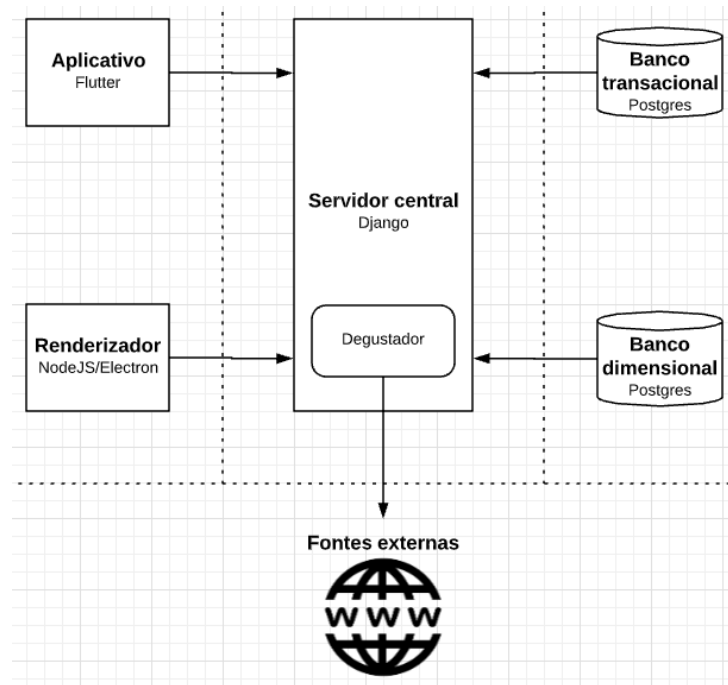 Aplicativo
Flutter
Banco
transacional
Postgres
Servidor central
Django
Renderizador
NodeJS/Electron
Degustador
Banco
dimensional
Postgres
Fontes externas
WWW